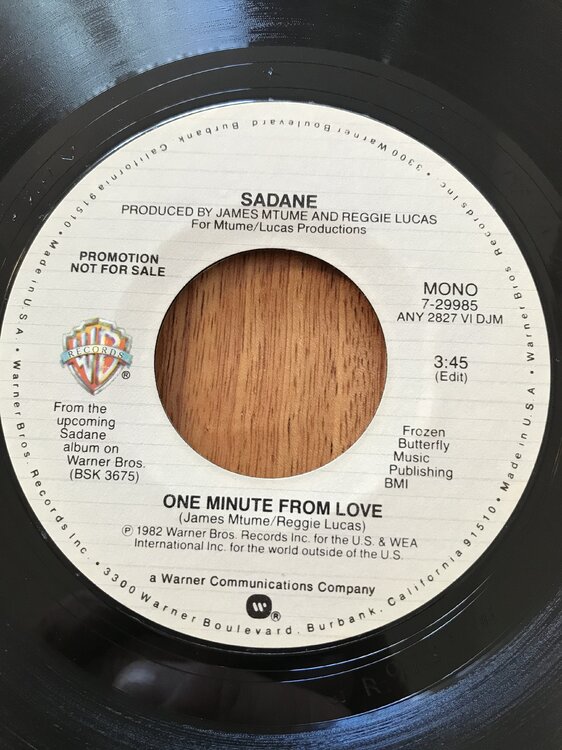 3300 Warner Boulevard Burbank, California 91510 • Made in U.S.A. • Warner Bros. Records Inc. • 3300 Warner Boulevard, Burbank, California 91510 • Made in U.S.A. • Warner Bros Records Inc •
SADANE
PRODUCED BY JAMES MTUME AND REGGIE LUCAS
For Mtume/Lucas Productions
PROMOTION
NOT FOR SALE
MONO
7-29985
ANY 2827 VI DJM
WB
RECORDS
®
3:45
(Edit)
From the
upcoming
Sadane
album on
Warner Bros.
(BSK 3675)
Frozen
Butterfly
Music
Publishing
BMI
ONE MINUTE FROM LOVE
(James Mtume/Reggie Lucas)
℗ 1982 Warner Bros. Records Inc. for the U.S. & WEA
International Inc. for the world outside of the U.S.
a Warner Communications Company
®